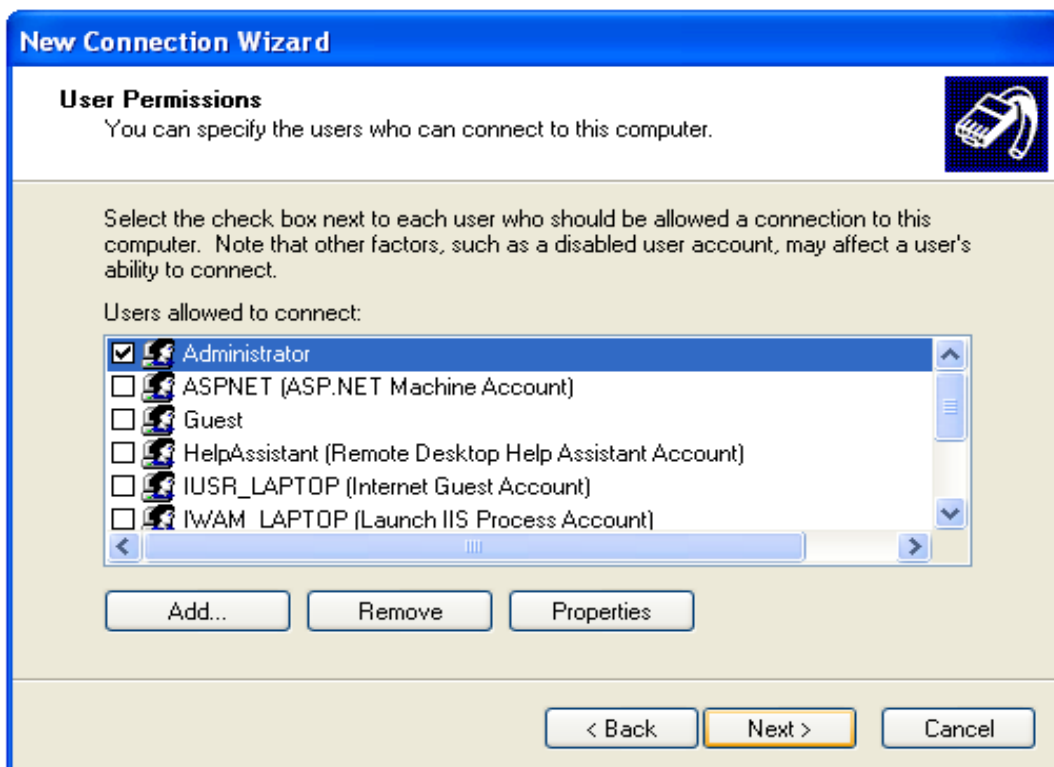 New Connection Wizard
User Permissions
You can specify the users who can connect to this computer.
Select the check box next to each user who should be allowed a connection to this
computer. Note that other factors, such as a disabled user account, may affect a user's
ability to connect.
Users allowed to connect:
Administrator
ASPNET (ASP.NET Machine Account)
Guest
HelpAssistant (Remote Desktop Help Assistant Account)
IUSR_LAPTOP (Internet Guest Account)
IWAM_LAPTOP (Launch IIS Process Account)
Add... Remove Properties
< Back Next > Cancel